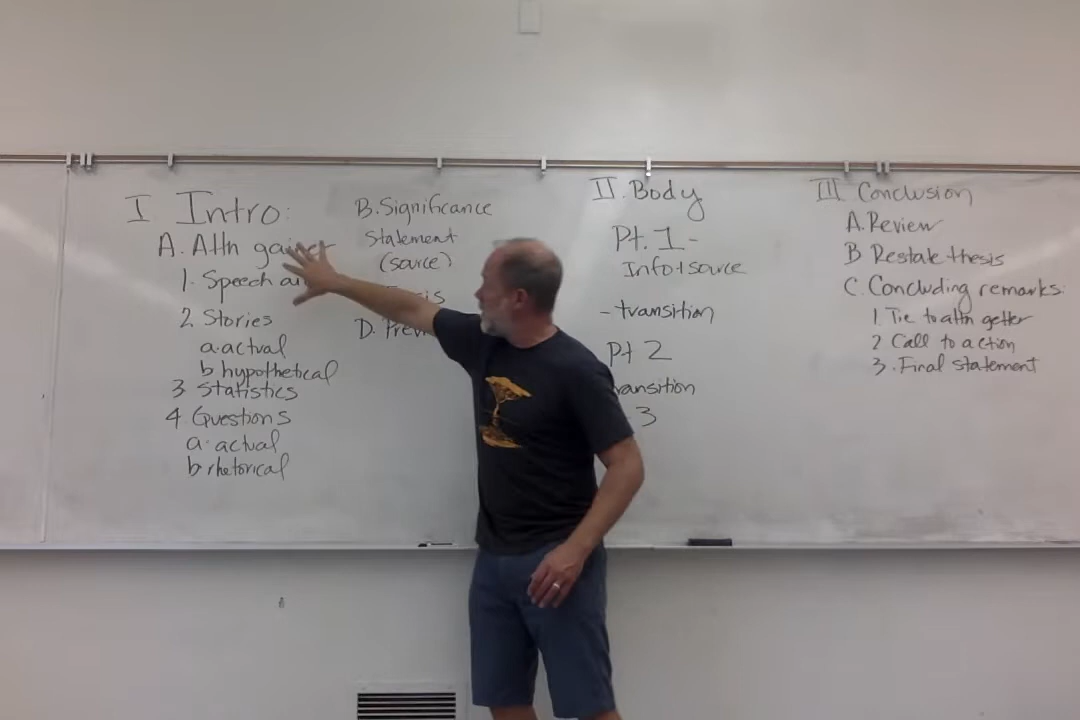 I Intro:
A. Attn gainer
1. Speech
2. Stories
a. actual
b hypothetical
3 Statistics
4 Questions
a. actual
b rhetorical
B. Significance
Statement
(source)
D.
II. Body
Pt. 1 -
Info + source
- transition
Pt 2
3
III. Conclusion
A. Review
B Restate thesis
C. Concluding remarks:
1. Tie to attn getter
2 Call to action
3. Final statement